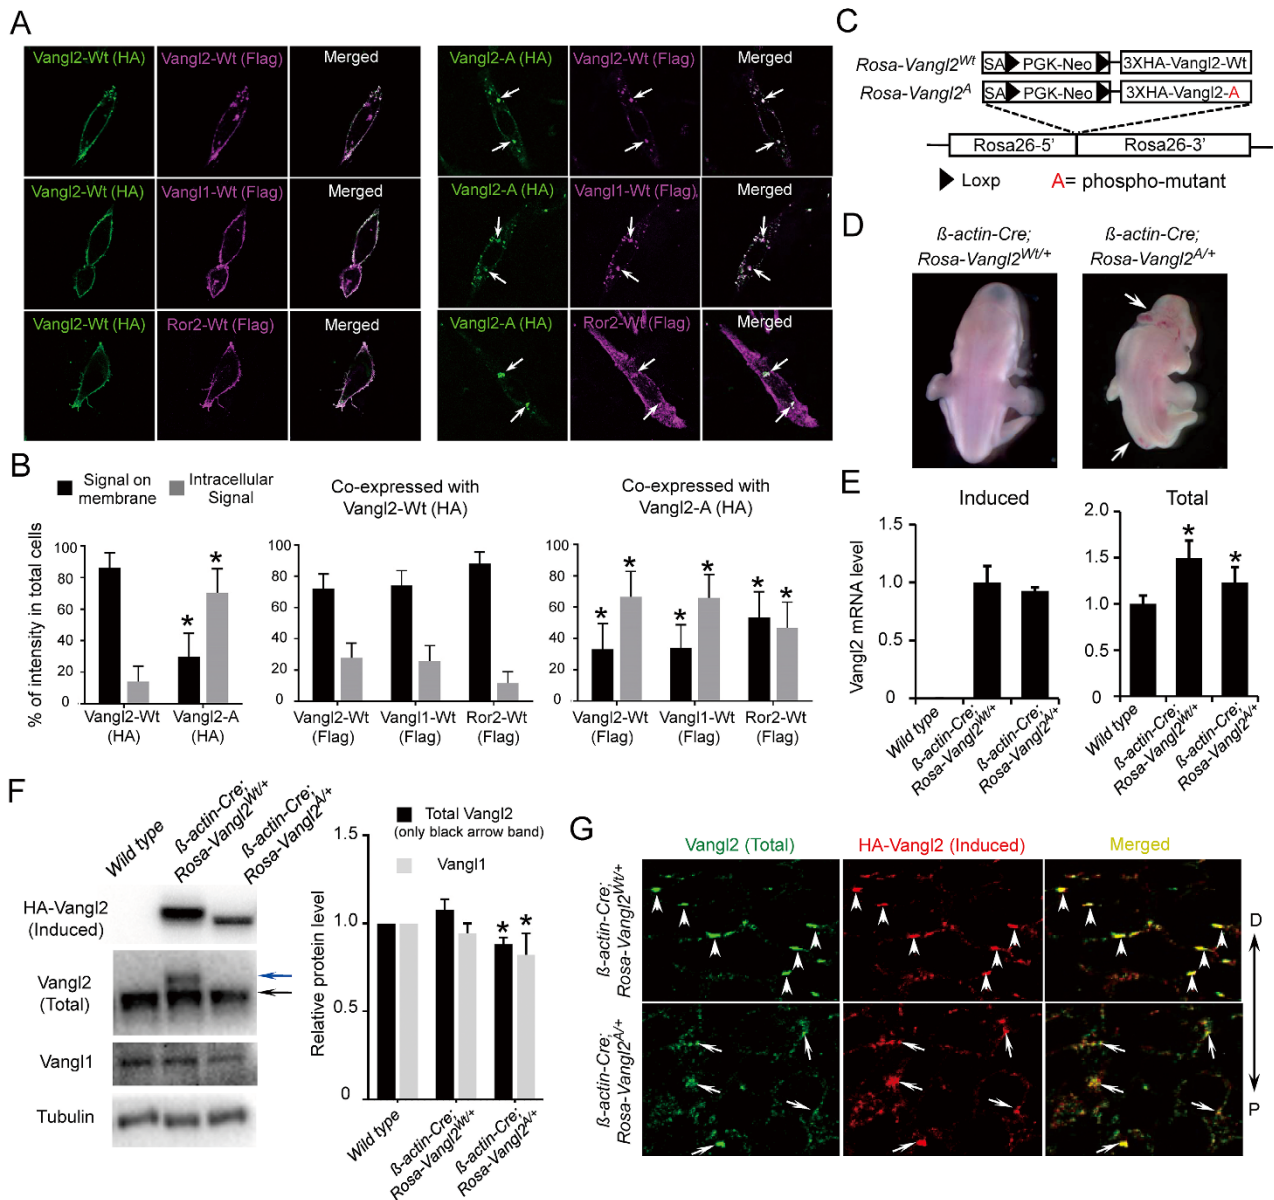 A
Vangl2-Wt (HA) Vangl2-Wt (Flag) Merged
Vangl2-A (HA) Vangl2-Wt (Flag) Merged
Vangl2-Wt (HA) Vangl1-Wt (Flag) Merged
Vangl2-A (HA) Vangl1-Wt (Flag) Merged
Vangl2-Wt (HA) Ror2-Wt (Flag) Merged
Vangl2-A (HA) Ror2-Wt (Flag) Merged
B
Signal on
membrane
Intracellular
Signal
Co-expressed with
Vangl2-Wt (HA)
Co-expressed with
Vangl2-A (HA)
% of intensity in total cells
100
80
60
40
20
0
* *
Vangl2-Wt
(HA)
Vangl2-A
(HA)
100
80
60
40
20
0
Vangl2-Wt
(Flag)
Vangl1-Wt
(Flag)
Ror2-Wt
(Flag)
100
80
60
40
20
0
* * * * * *
Vangl2-Wt
(Flag)
Vangl1-Wt
(Flag)
Ror2-Wt
(Flag)
C
Rosa-Vangl2Wt SA PGK-Neo 3XHA-Vangl2-Wt
Rosa-Vangl2A SA PGK-Neo 3XHA-Vangl2-A
Rosa26-5' Rosa26-3'
Loxp A= phospho-mutant
D
ß-actin-Cre;
Rosa-Vangl2Wt/+
ß-actin-Cre;
Rosa-Vangl2A/+
E
Induced
Vangl2 mRNA level
1.5
1.0
0.5
0
Wild type
ß-actin-Cre;
Rosa-Vangl2Wt/+
ß-actin-Cre;
Rosa-Vangl2A/+
Total
2.0
1.5
1.0
0.5
0
* *
Wild type
ß-actin-Cre;
Rosa-Vangl2Wt/+
ß-actin-Cre;
Rosa-Vangl2A/+
F
Wild type
ß-actin-Cre;
Rosa-Vangl2Wt/+
ß-actin-Cre;
Rosa-Vangl2A/+
HA-Vangl2
(Induced)
Vangl2
(Total)
Vangl1
Tubulin
Total Vangl2
(only black arrow band)
Vangl1
Relative protein level
1.5
1.0
0.5
0
* *
Wild type
ß-actin-Cre;
Rosa-Vangl2Wt/+
ß-actin-Cre;
Rosa-Vangl2A/+
G
Vangl2 (Total) HA-Vangl2 (Induced) Merged
ß-actin-Cre;
Rosa-Vangl2Wt/+
ß-actin-Cre;
Rosa-Vangl2A/+
D
P